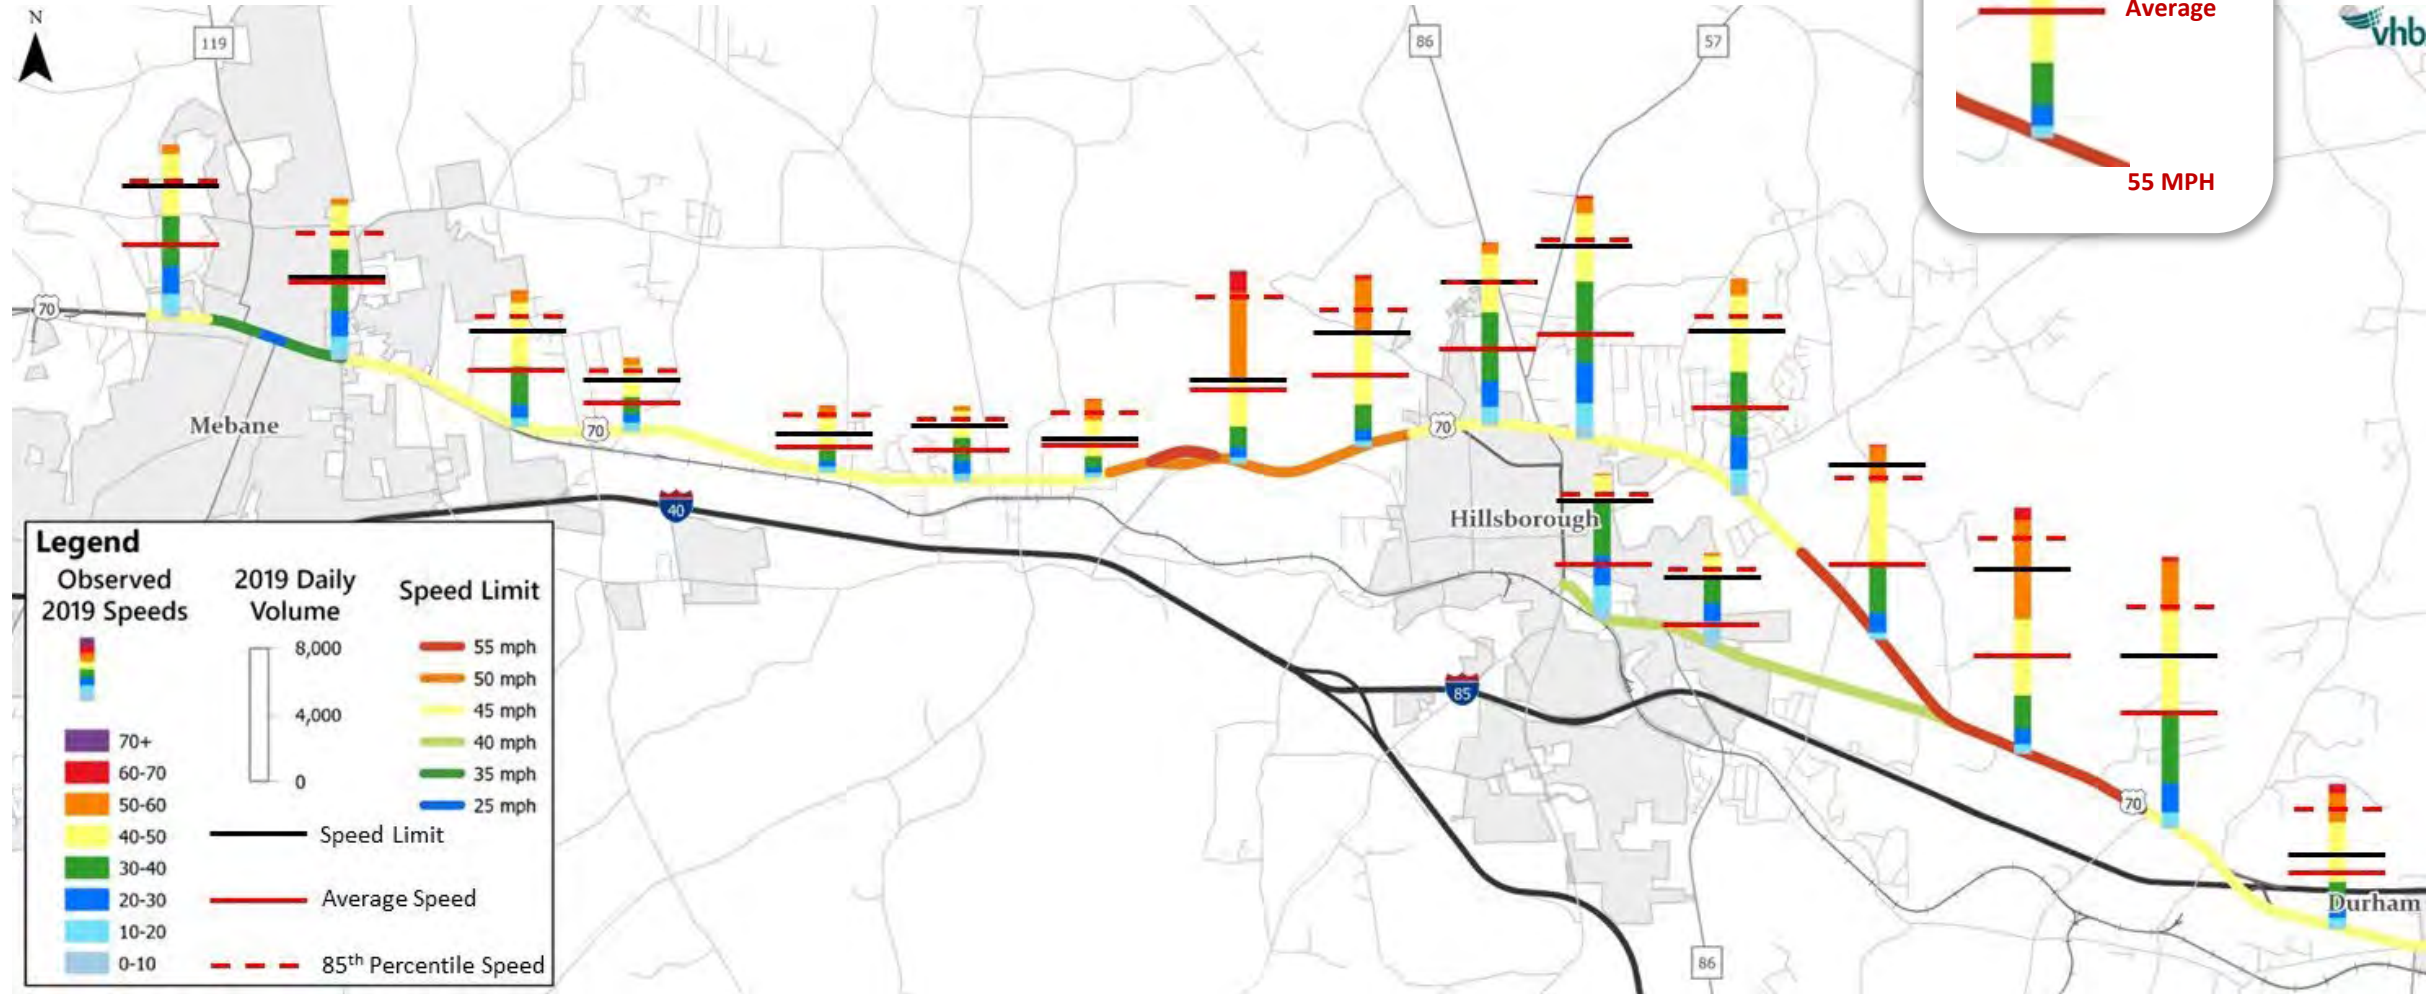 N
119
86
57
Average
vhb
55 MPH
70
Mebane
70
70
Hillsborough
40
85
70
Durham
86
Legend
Observed
2019 Speeds
70+
60-70
50-60
40-50
30-40
20-30
10-20
0-10
2019 Daily
Volume
8,000
4,000
0
Speed Limit
55 mph
50 mph
45 mph
40 mph
35 mph
25 mph
Speed Limit
Average Speed
85th Percentile Speed